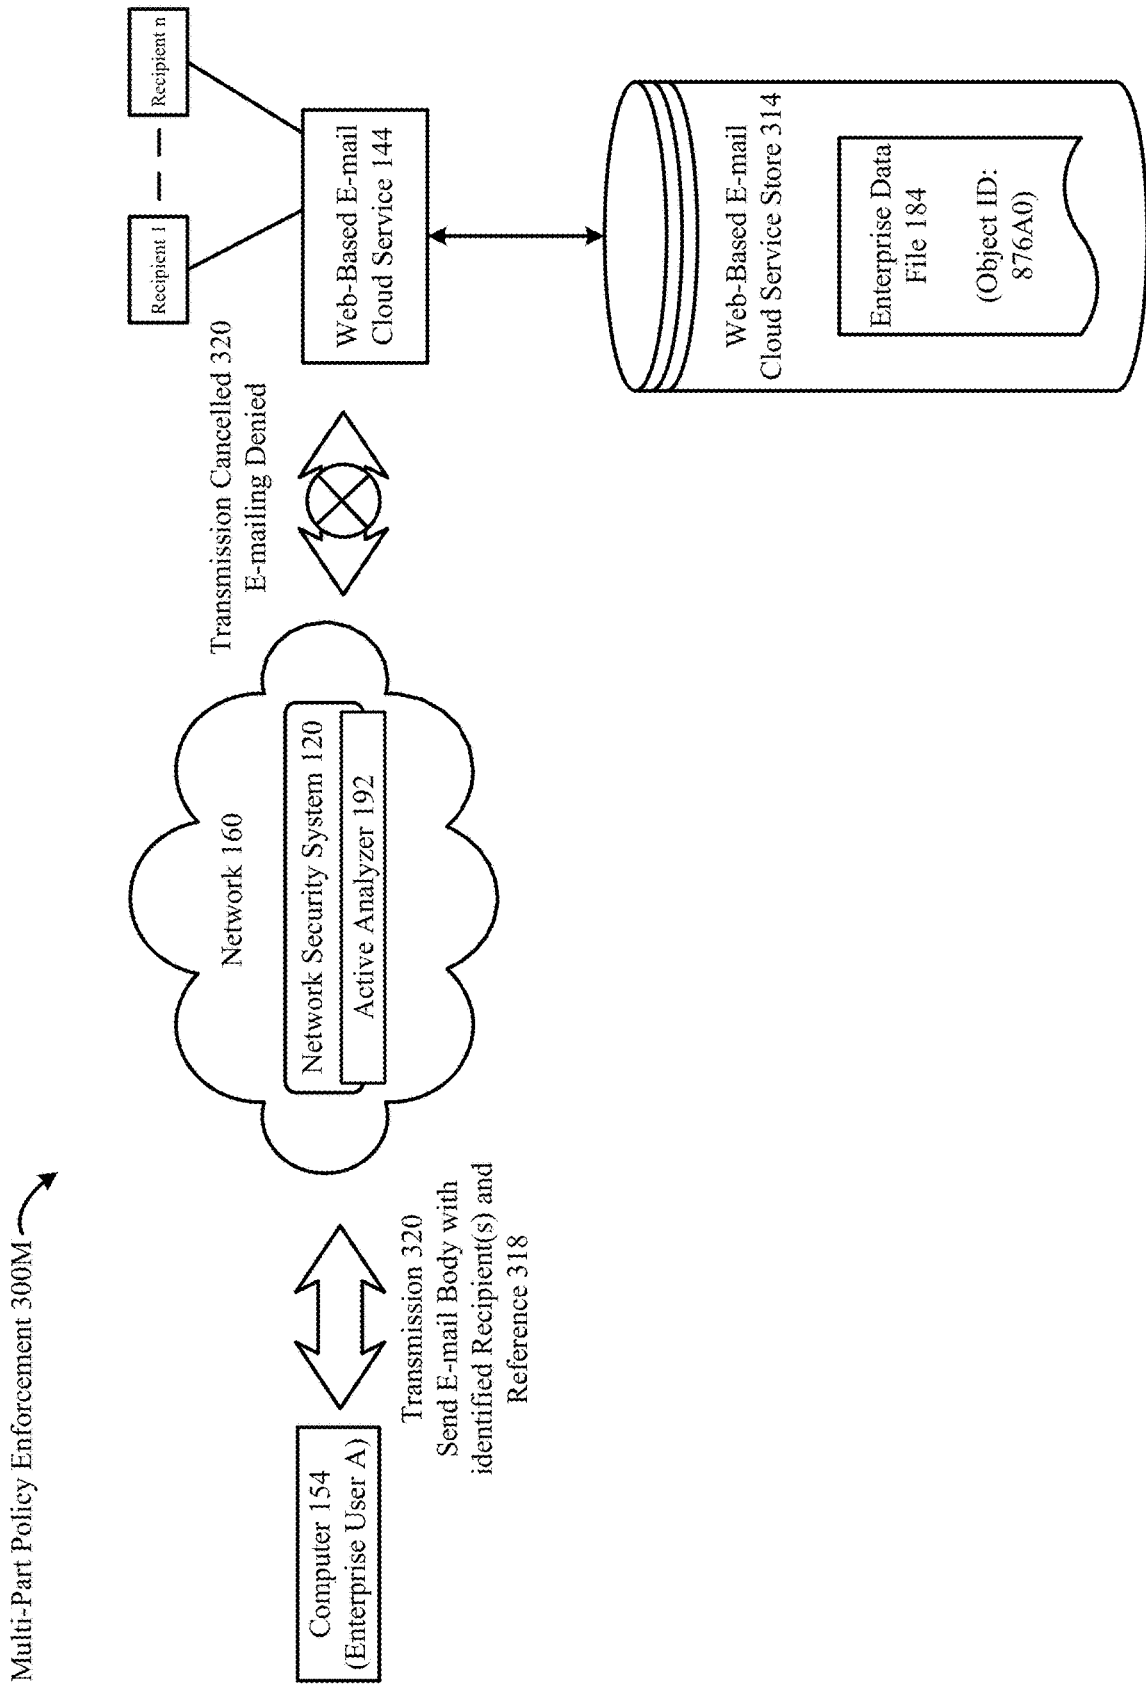 Multi-Part Policy Enforcement 300M
Computer 154
(Enterprise User A)
Transmission 320
Send E-mail Body with
identified Recipient(s) and
Reference 318
Network 160
Network Security System 120
Active Analyzer 192
Transmission Cancelled 320
E-mailing Denied
Recipient 1
Recipient n
Web-Based E-mail
Cloud Service 144
Web-Based E-mail
Cloud Service Store 314
Enterprise Data
File 184
(Object ID:
876A0)